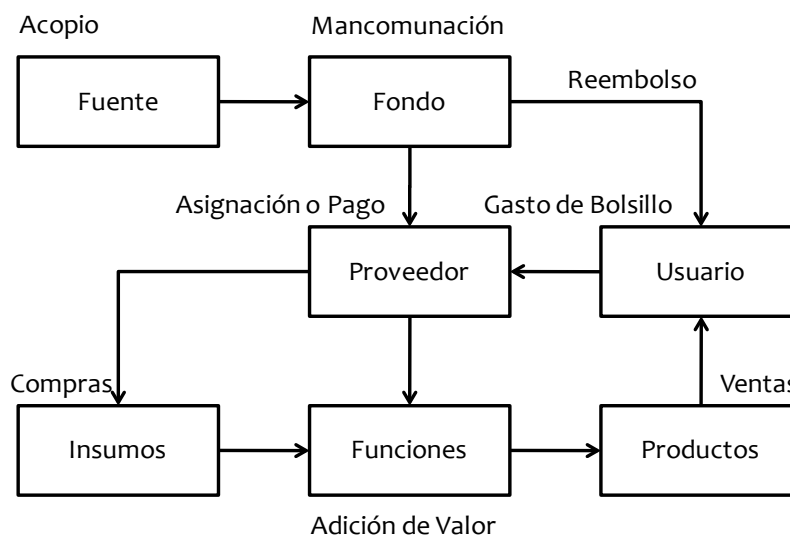 Acopio
Mancomunación
Fuente
Fondo
Reembolso
Asignación o Pago
Gasto de Bolsillo
Proveedor
Usuario
Compras
Ventas
Insumos
Funciones
Productos
Adición de Valor